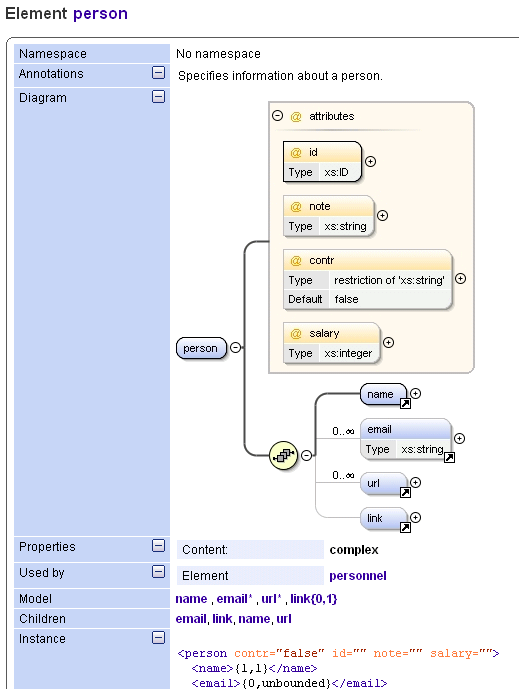 Element person
Namespace No namespace
Annotations Specifies information about a person.
Diagram
@ attributes
@ id
Type xs:ID
@ note
Type xs:string
@ contr
Type restriction of 'xs:string'
Default false
@ salary
Type xs:integer
person
name
0..∞ email
Type xs:string
0..∞ url
link
Properties Content: complex
Used by Element personnel
Model name , email* , url* , link{0,1}
Children email, link, name, url
Instance
<person contr="false" id="" note="" salary="">
<name>{1,1}</name>
<email>{0,unbounded}</email>